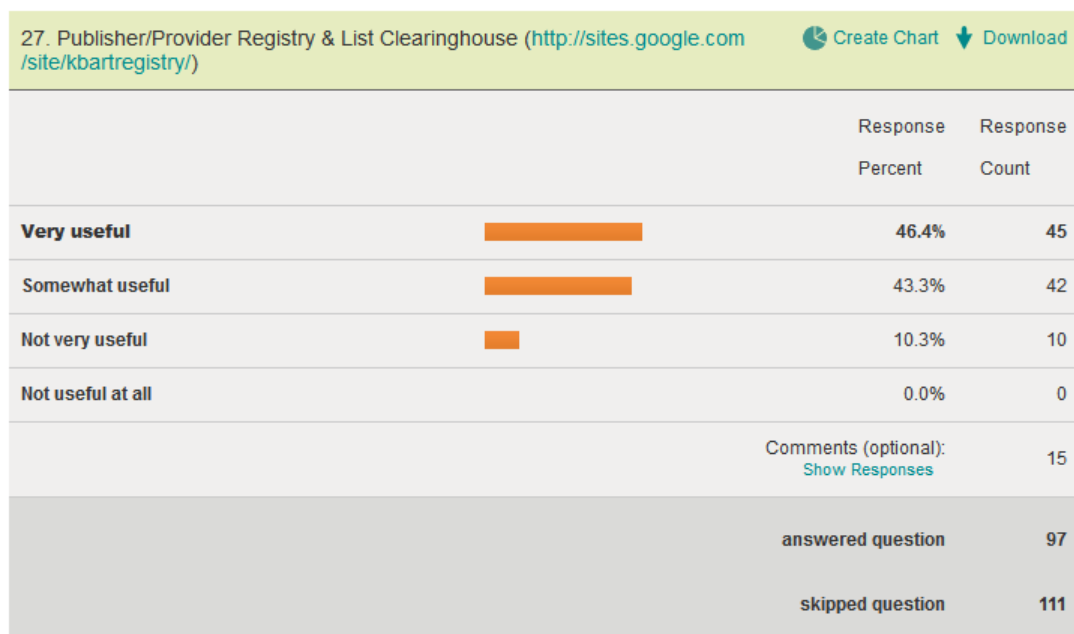 27. Publisher/Provider Registry & List Clearinghouse (http://sites.google.com
/site/kbartregistry/)
Create Chart Download
Response Response
Percent Count
Very useful 46.4% 45
Somewhat useful 43.3% 42
Not very useful 10.3% 10
Not useful at all 0.0% 0
Comments (optional):
Show Responses 15
answered question 97
skipped question 111